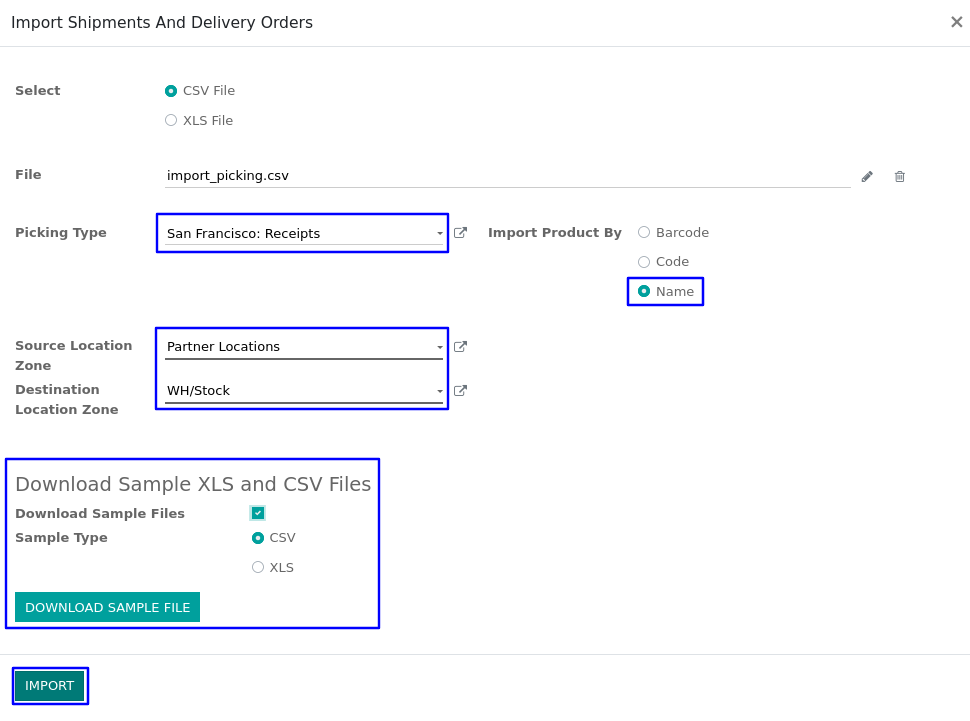 Import Shipments And Delivery Orders
Select
CSV File
XLS File
File
import_picking.csv
Picking Type
San Francisco: Receipts
Import Product By
Barcode
Code
Name
Source Location
Zone
Partner Locations
Destination
Location Zone
WH/Stock
Download Sample XLS and CSV Files
Download Sample Files
Sample Type
CSV
XLS
DOWNLOAD SAMPLE FILE
IMPORT